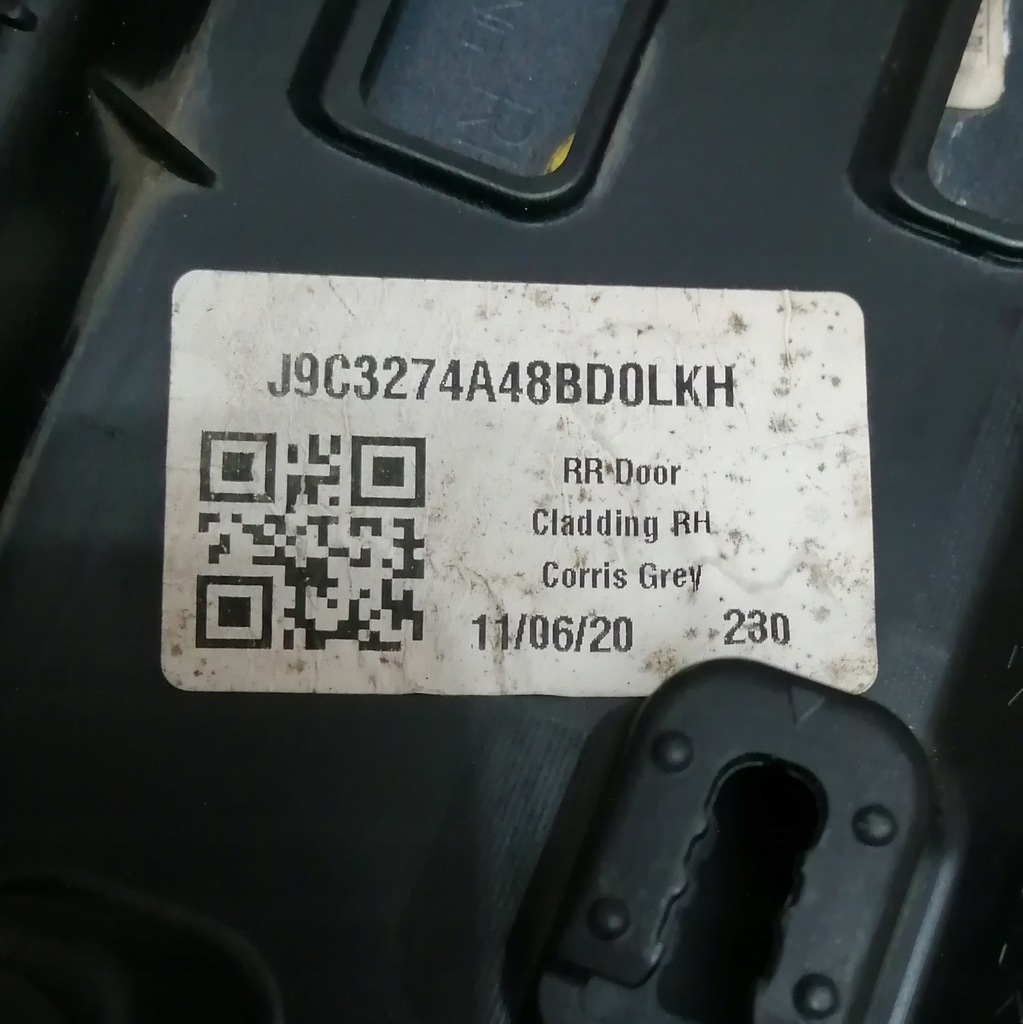 J9C3274A48BD0LKH
RR Door
Cladding RH
Corris Grey
11/06/20 230